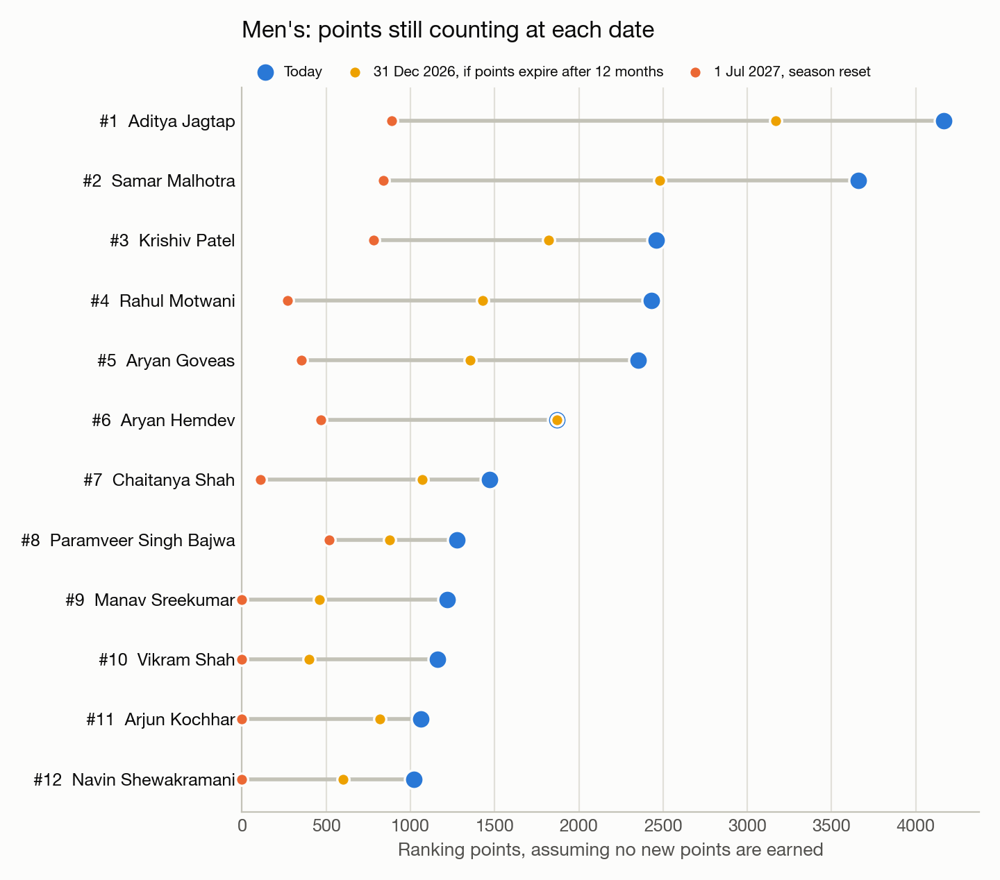 Men's: points still counting at each date
Today 31 Dec 2026, if points expire after 12 months 1 Jul 2027, season reset
#1 Aditya Jagtap
#2 Samar Malhotra
#3 Krishiv Patel
#4 Rahul Motwani
#5 Aryan Goveas
#6 Aryan Hemdev
#7 Chaitanya Shah
#8 Paramveer Singh Bajwa
#9 Manav Sreekumar
#10 Vikram Shah
#11 Arjun Kochhar
#12 Navin Shewakramani
0 500 1000 1500 2000 2500 3000 3500 4000
Ranking points, assuming no new points are earned